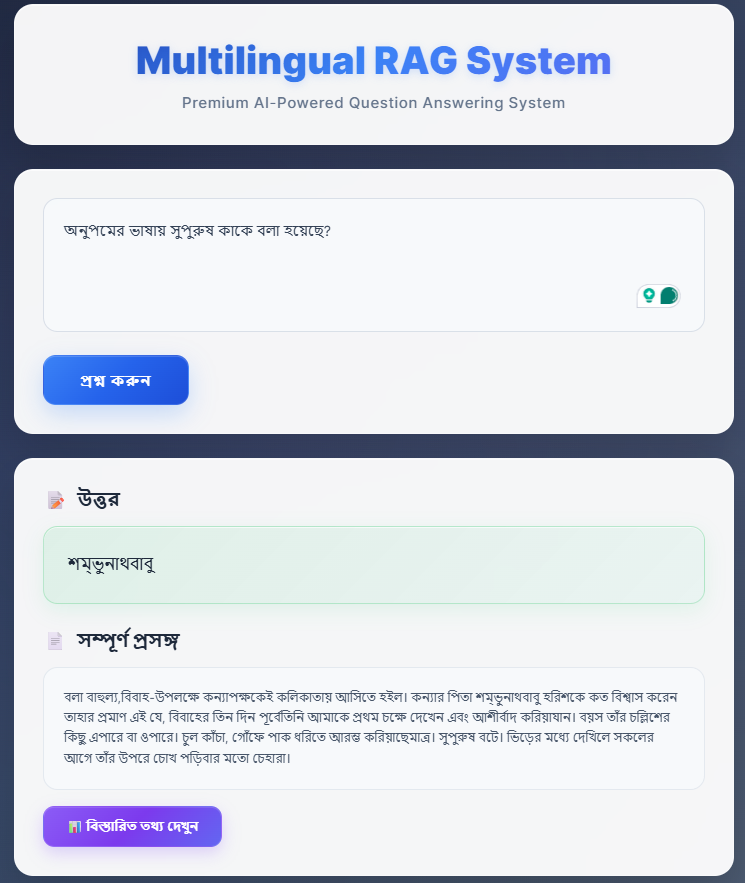 Multilingual RAG System
Premium AI-Powered Question Answering System
অনুপমের ভাষায় সুপুরুষ কাকে বলা হয়েছে?
প্রশ্ন করুন
উত্তর
শম্ভুনাথবাবু
সম্পূর্ণ প্রসঙ্গ
বলা বাহুল্য,বিবাহ-উপলক্ষে কন্যাপক্ষকেই কলিকাতায় আসিতে হইল। কন্যার পিতা শম্ভুনাথবাবু হরিশকে কত বিশ্বাস করেন
তাহার প্রমাণ এই যে, বিবাহের তিন দিন পূর্বেতিনি আমাকে প্রথম চক্ষে দেখেন এবং আশীর্বাদ করিয়াযান। বয়স তাঁর চল্লিশের
কিছু এপারে বা ওপারে। চুল কাঁচা, গোঁফে পাক ধরিতে আরম্ভ করিয়াছেমাত্র। সুপুরুষ বটে। ভিড়ের মধ্যে দেখিলে সকলের
আগে তাঁর উপরে চোখ পড়িবার মতো চেহারা।
বিস্তারিত তথ্য দেখুন